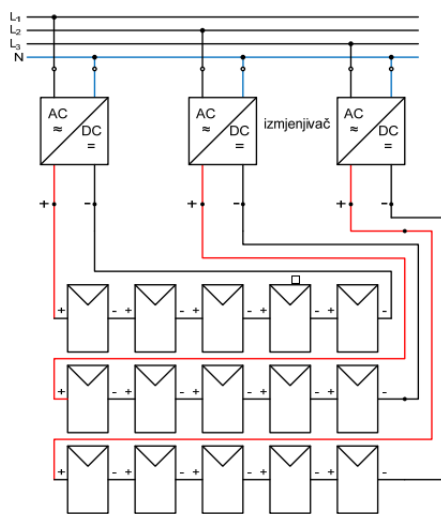 L₁
L₂
L₃
N
AC ≈ DC = AC ≈ DC = izmjenjivač AC ≈ DC =
+ - + - + -
+ - + - + - + - + -
+ - + - + - + - + -
+ - + - + - + - + -